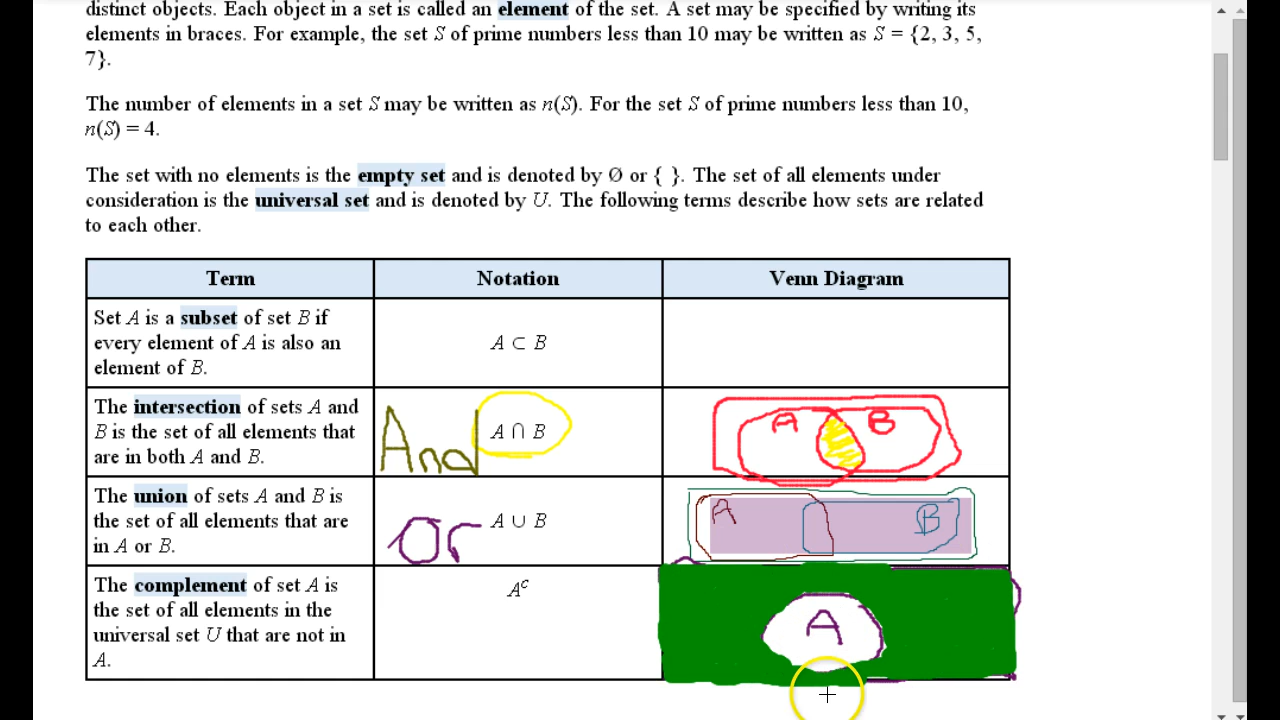 distinct objects. Each object in a set is called an element of the set. A set may be specified by writing its
elements in braces. For example, the set S of prime numbers less than 10 may be written as S = {2, 3, 5,
7}.
The number of elements in a set S may be written as n(S). For the set S of prime numbers less than 10,
n(S) = 4.
The set with no elements is the empty set and is denoted by Ø or { }. The set of all elements under
consideration is the universal set and is denoted by U. The following terms describe how sets are related
to each other.
Term Notation Venn Diagram
Set A is a subset of set B if
every element of A is also an
element of B.
A ⊂ B
The intersection of sets A and
B is the set of all elements that
are in both A and B.
And A ∩ B
A B
The union of sets A and B is
the set of all elements that are
in A or B.
Or A ∪ B
A B
The complement of set A is
the set of all elements in the
universal set U that are not in
A.
Aᶜ
A